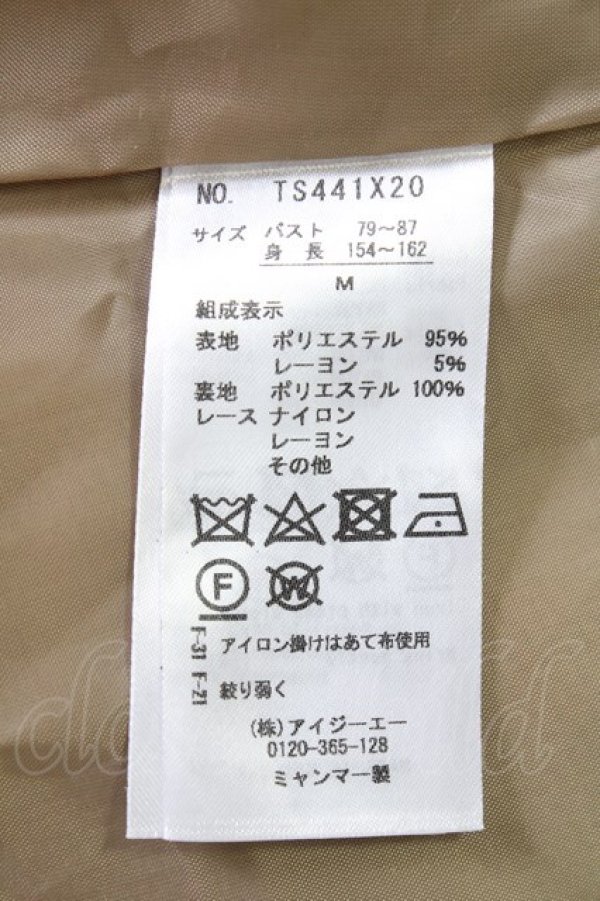 NO. TS441X20
サイズ バスト 79～87
身長 154～162
M
組成表示
表地 ポリエステル 95%
レーヨン 5%
裏地 ポリエステル 100%
レース ナイロン
レーヨン
その他
F
W
F-31 アイロン掛けはあて布使用
F-21 絞り弱く
(株)アイジーエー
0120-365-128
ミャンマー製